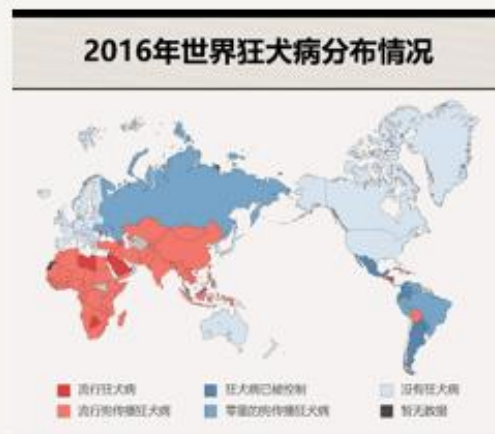 2016年世界狂犬病分布情况
流行狂犬病
狂犬病已被控制
没有狂犬病
流行狗传播狂犬病
零星的狗传播狂犬病
暂无数据